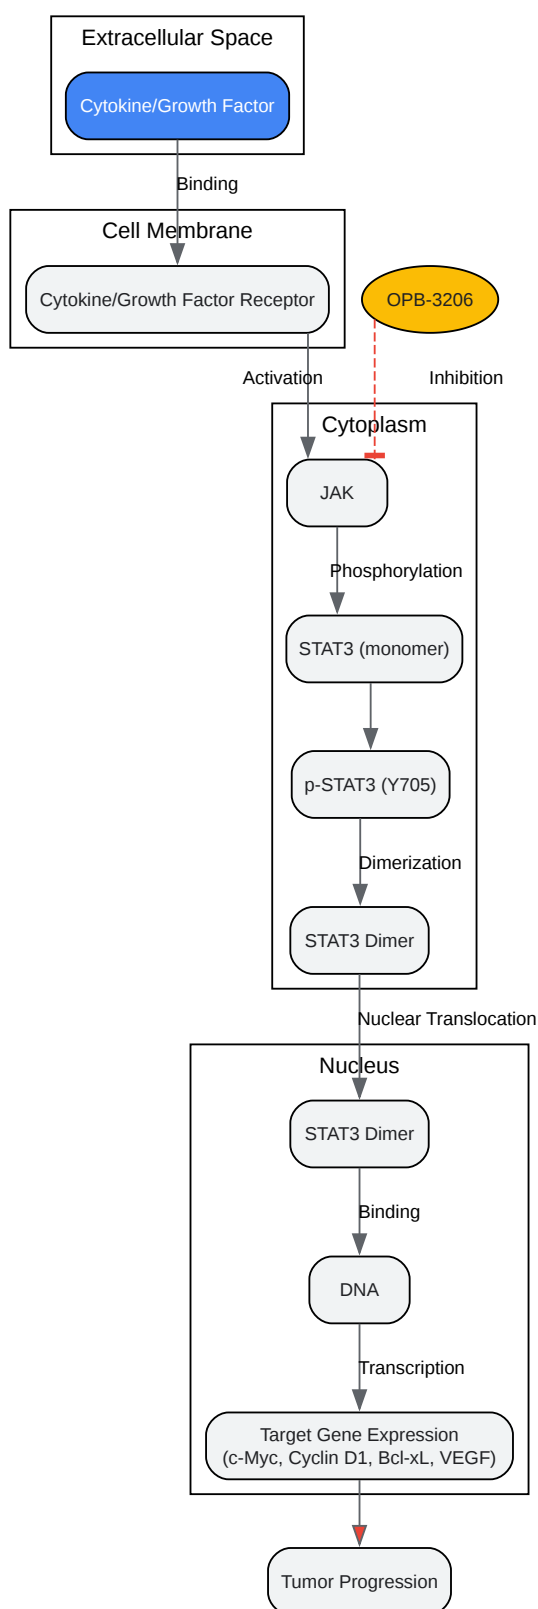 Extracellular Space
Cytokine/Growth Factor
Binding
Cell Membrane
Cytokine/Growth Factor Receptor
OPB-3206
Activation
Inhibition
Cytoplasm
JAK
Phosphorylation
STAT3 (monomer)
p-STAT3 (Y705)
Dimerization
STAT3 Dimer
Nuclear Translocation
Nucleus
STAT3 Dimer
Binding
DNA
Transcription
Target Gene Expression
(c-Myc, Cyclin D1, Bcl-xL, VEGF)
Tumor Progression